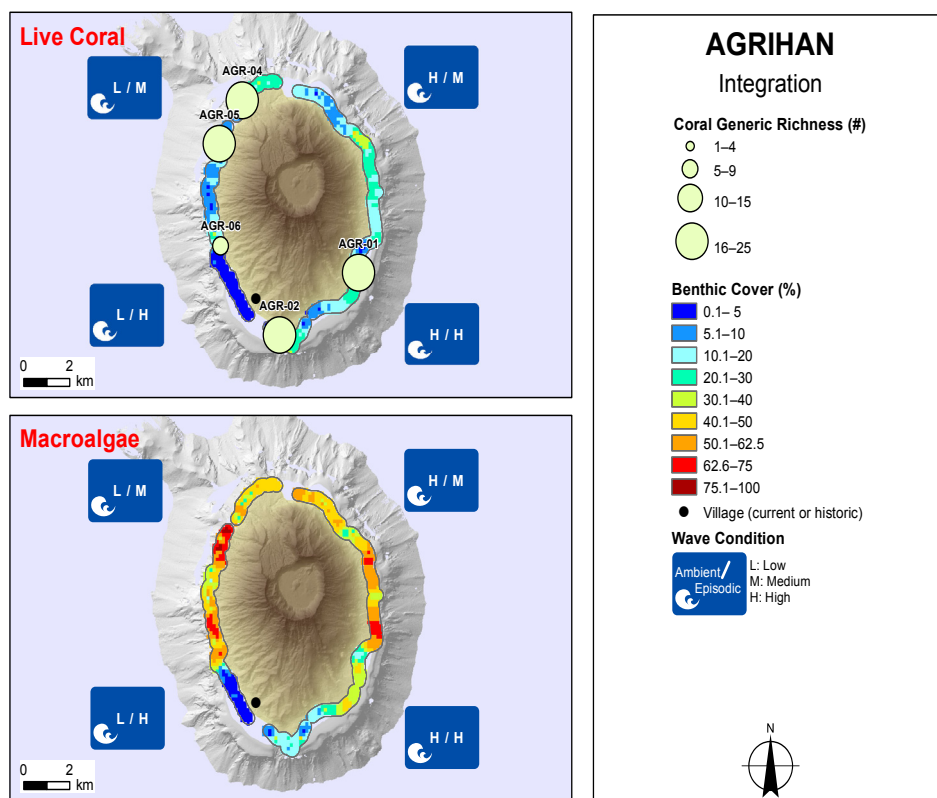 Live Coral
L / M
H / M
AGR-04
AGR-05
AGR-06
AGR-01
AGR-02
L / H
H / H
0 2
km
Macroalgae
L / M
H / M
L / H
H / H
0 2
km
AGRIHAN
Integration
Coral Generic Richness (#)
1–4
5–9
10–15
16–25
Benthic Cover (%)
0.1– 5
5.1–10
10.1–20
20.1–30
30.1–40
40.1–50
50.1–62.5
62.6–75
75.1–100
Village (current or historic)
Wave Condition
Ambient/
Episodic
L: Low
M: Medium
H: High
N